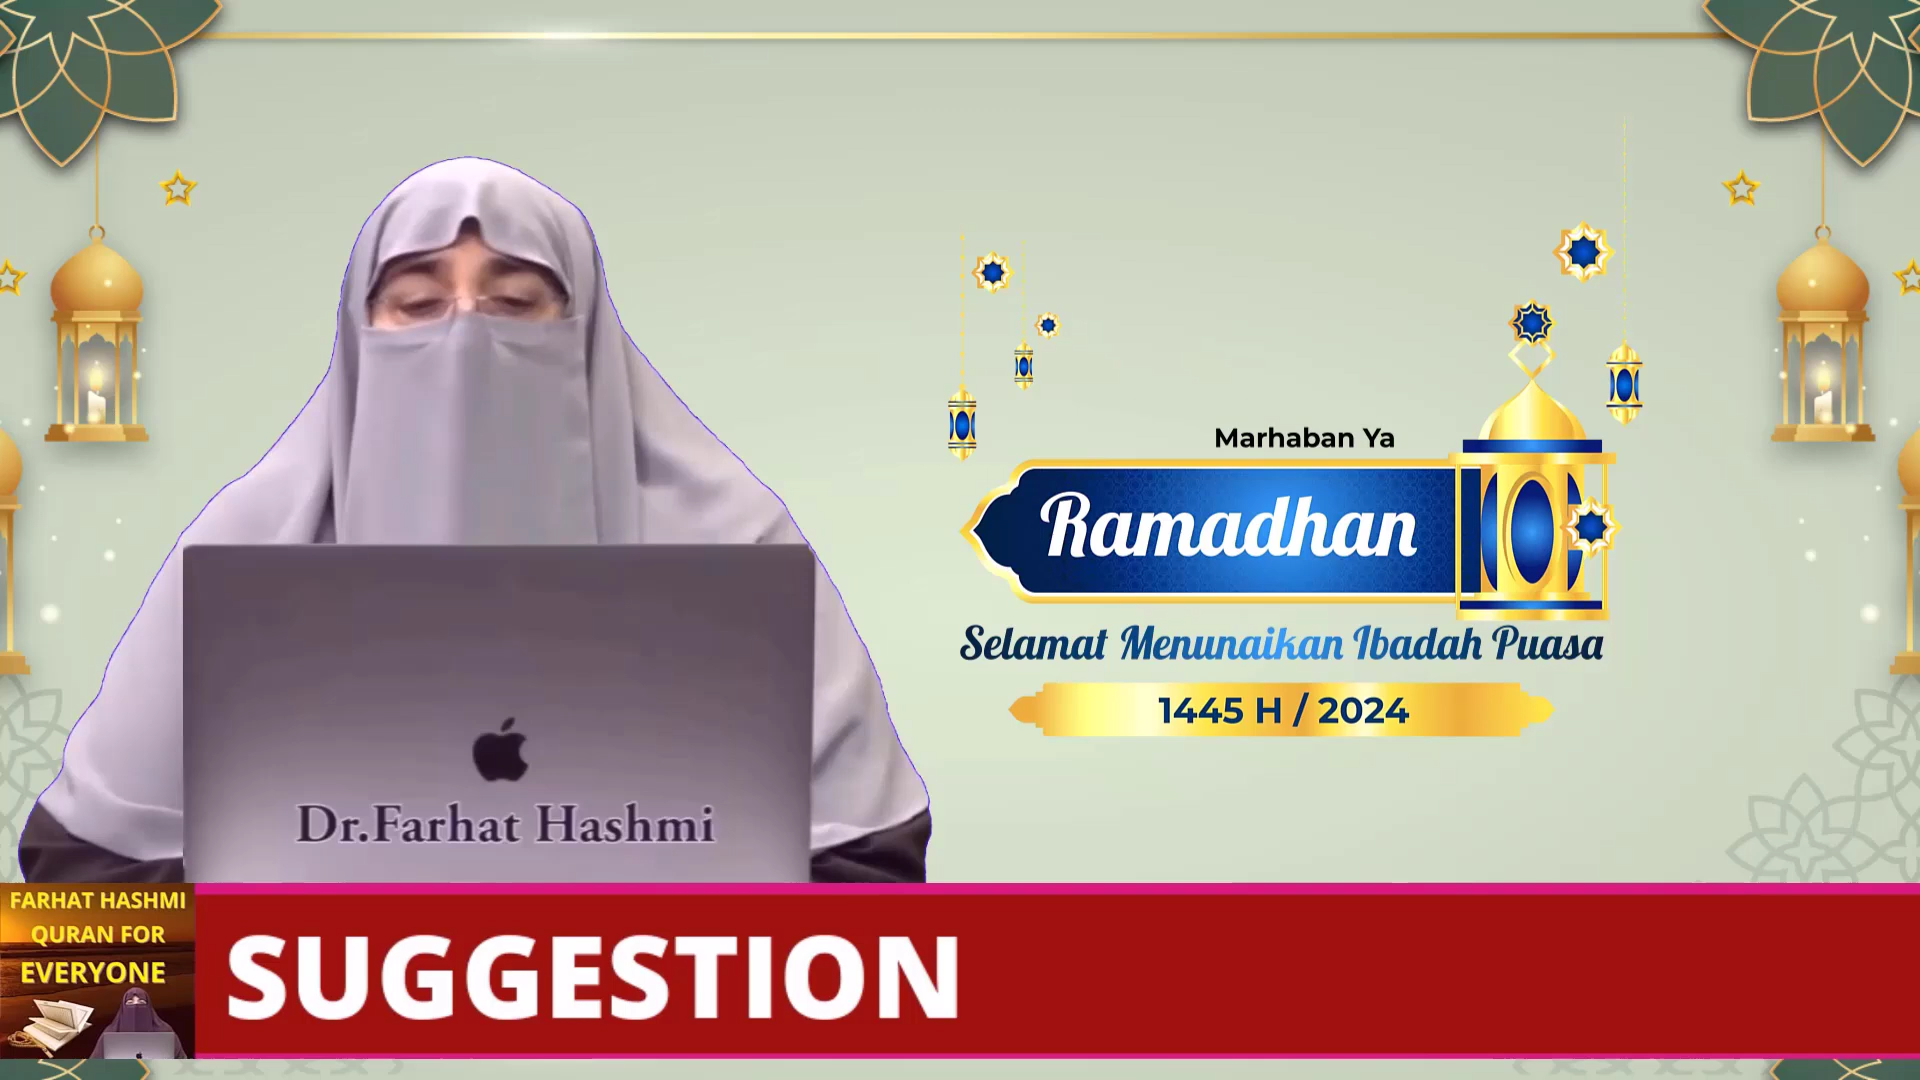 Marhaban Ya
Ramadhan
Selamat Menunaikan Ibadah Puasa
1445 H / 2024
Dr.Farhat Hashmi
FARHAT HASHMI
QURAN FOR
EVERYONE
SUGGESTION